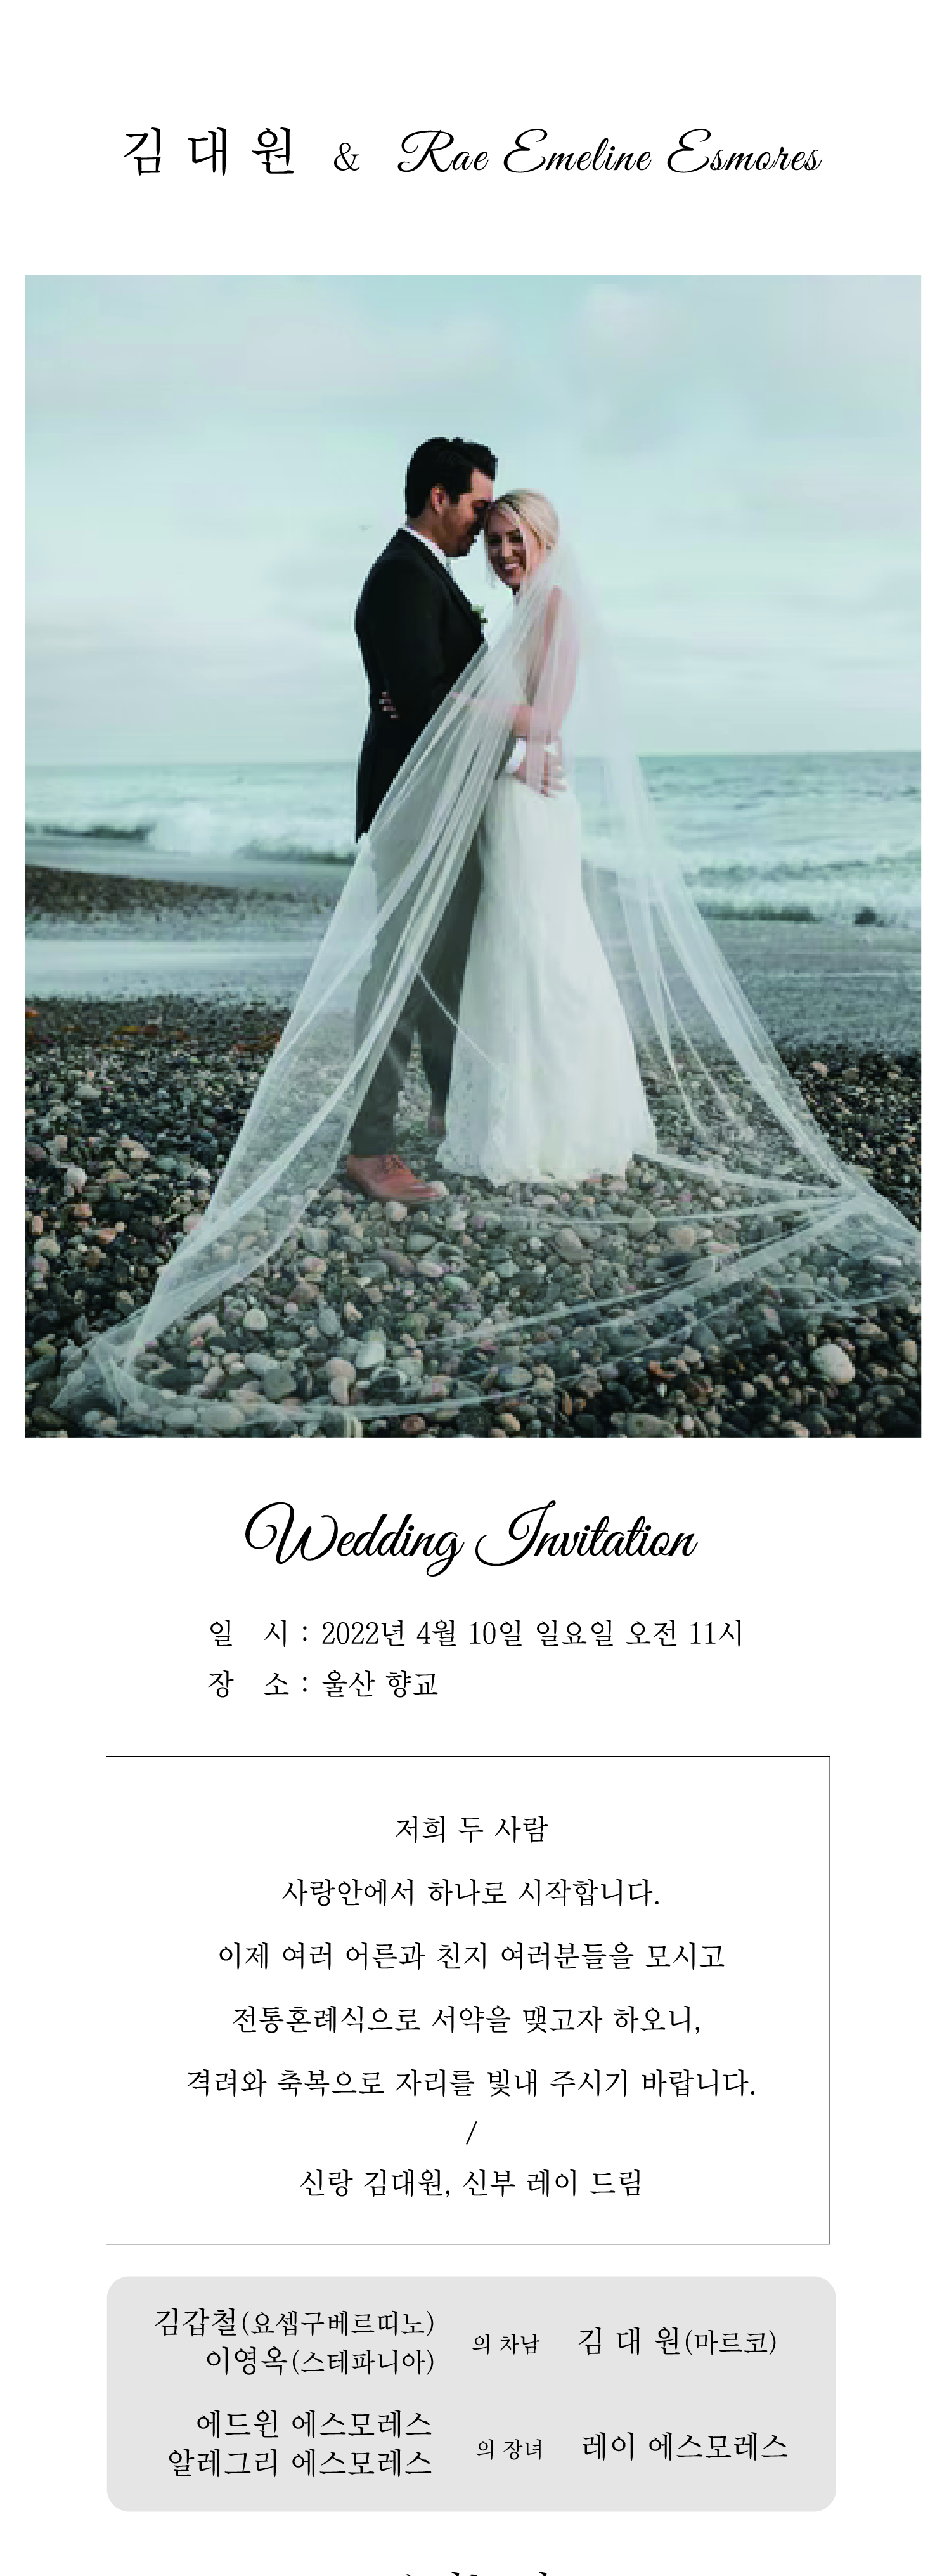 김 대 원 & Rae Emeline Esmores
Wedding Invitation
일 시 : 2022년 4월 10일 일요일 오전 11시
장 소 : 울산 향교
저희 두 사람
사랑안에서 하나로 시작합니다.
이제 여러 어른과 친지 여러분들을 모시고
전통혼례식으로 서약을 맺고자 하오니,
격려와 축복으로 자리를 빛내 주시기 바랍니다.
/
신랑 김대원, 신부 레이 드림
김갑철(요셉구베르띠노)
이영옥(스테파니아)
의 차남 김 대 원(마르코)
에드윈 에스모레스
알레그리 에스모레스
의 장녀 레이 에스모레스